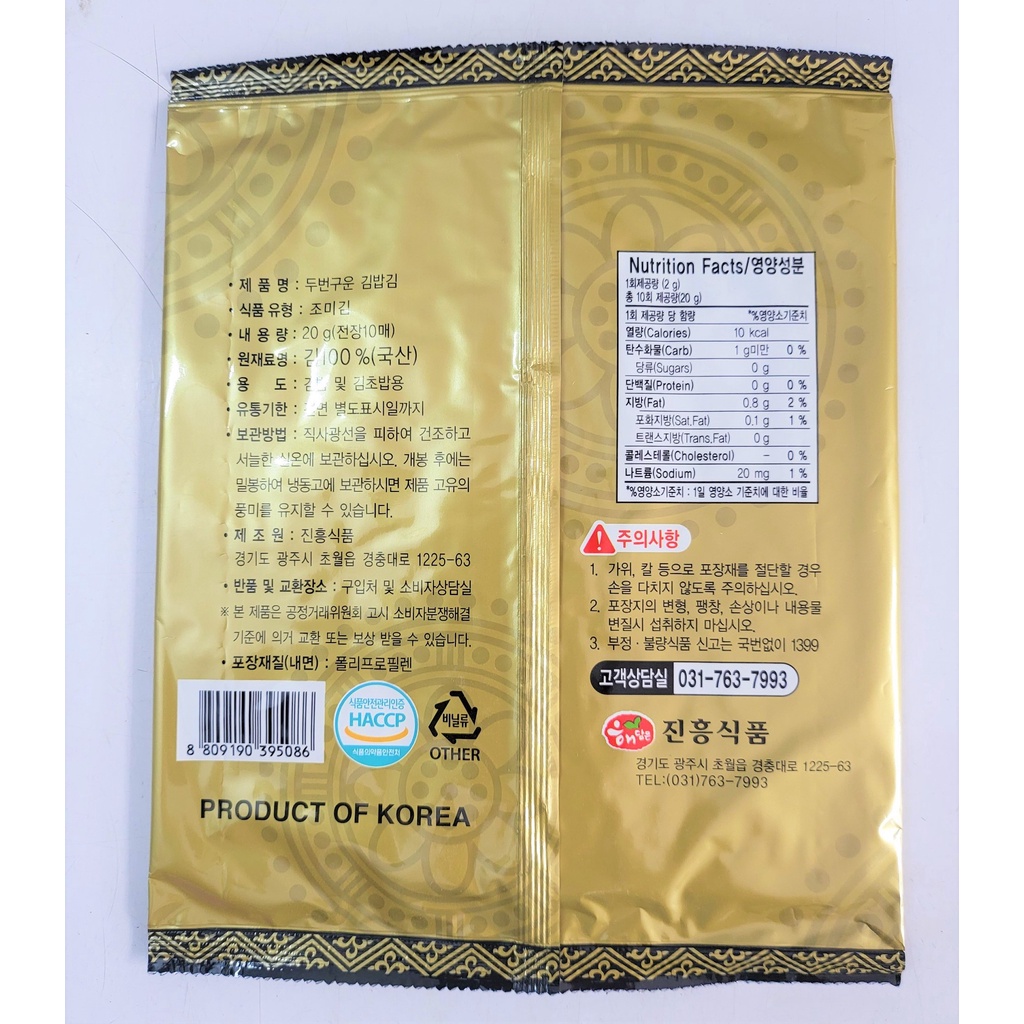 • 제 품 명 : 두번구운 김밥김
• 식품 유형 : 조미김
• 내 용 량 : 20 g(전장10매)
• 원재료명 : 김100 %(국산)
• 용 도 : 김밥 및 김초밥용
• 유통기한 : 전면 별도표시일까지
• 보관방법 : 직사광선을 피하여 건조하고
서늘한 실온에 보관하십시오. 개봉 후에는
밀봉하여 냉동고에 보관하시면 제품 고유의
풍미를 유지할 수 있습니다.
• 제 조 원 : 진흥식품
경기도 광주시 초월읍 경충대로 1225-63
• 반품 및 교환장소 : 구입처 및 소비자상담실
※ 본 제품은 공정거래위원회 고시 소비자분쟁해결
기준에 의거 교환 또는 보상 받을 수 있습니다.
• 포장재질(내면) : 폴리프로필렌
8 809190 395086
식품안전관리인증
HACCP
식품의약품안전처
비닐류
OTHER
PRODUCT OF KOREA
Nutrition Facts/영양성분
1회제공량 (2 g)
총 10회 제공량(20 g)
1회 제공량 당 함량 *%영양소기준치
열량(Calories) 10 kcal
탄수화물(Carb) 1 g미만 0 %
당류(Sugars) 0 g
단백질(Protein) 0 g 0 %
지방(Fat) 0.8 g 2 %
포화지방(Sat.Fat) 0.1 g 1 %
트랜스지방(Trans.Fat) 0 g
콜레스테롤(Cholesterol) - 0 %
나트륨(Sodium) 20 mg 1 %
*%영양소기준치 : 1일 영양소 기준치에 대한 비율
주의사항
1. 가위, 칼 등으로 포장재를 절단할 경우
손을 다치지 않도록 주의하십시오.
2. 포장지의 변형, 팽창, 손상이나 내용물
변질시 섭취하지 마십시오.
3. 부정·불량식품 신고는 국번없이 1399
고객상담실 031-763-7993
해담은 진흥식품
경기도 광주시 초월읍 경충대로 1225-63
TEL:(031)763-7993